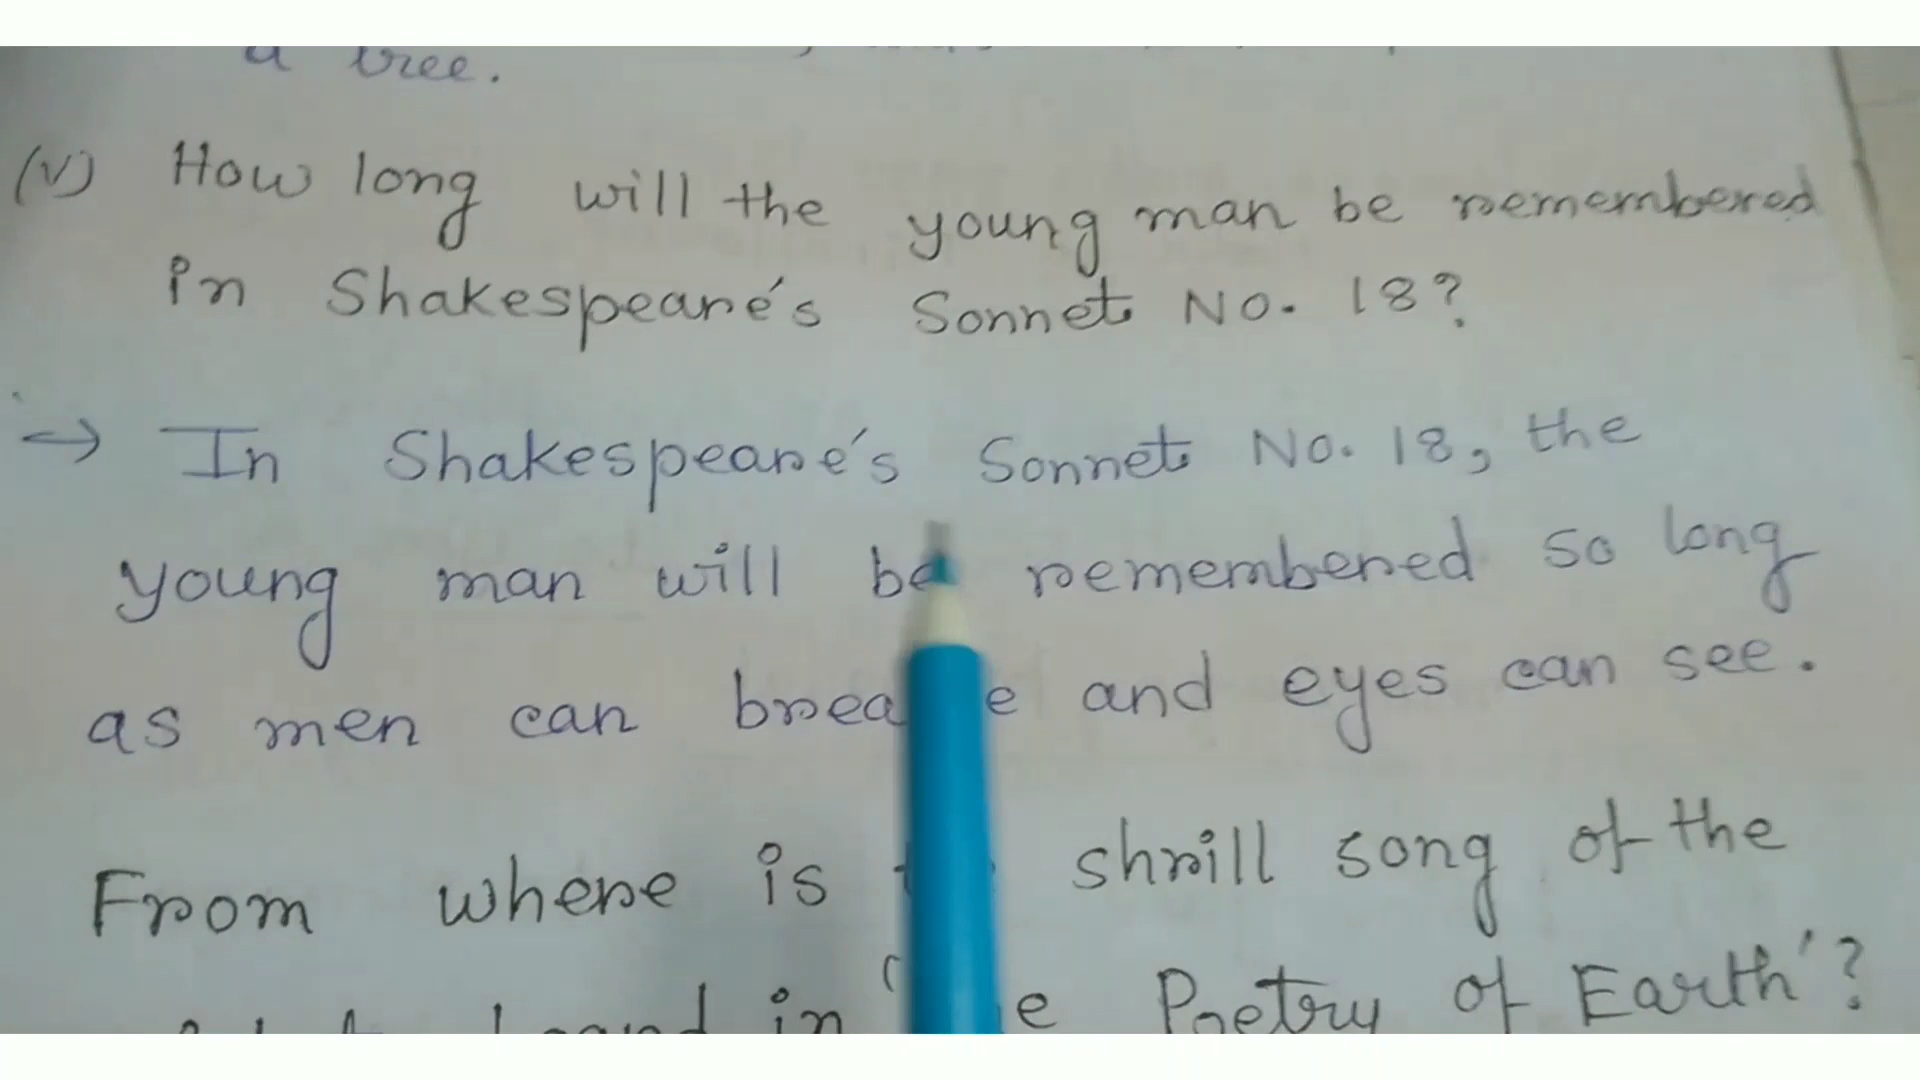 a tree.
(v) How long will the young man be remembered
in Shakespeare's Sonnet No. 18?
→ In Shakespeare's Sonnet No. 18, the
young man will be remembered so long
as men can and eyes can see.
From where is shrill song of the
in Poetry of Earth'?